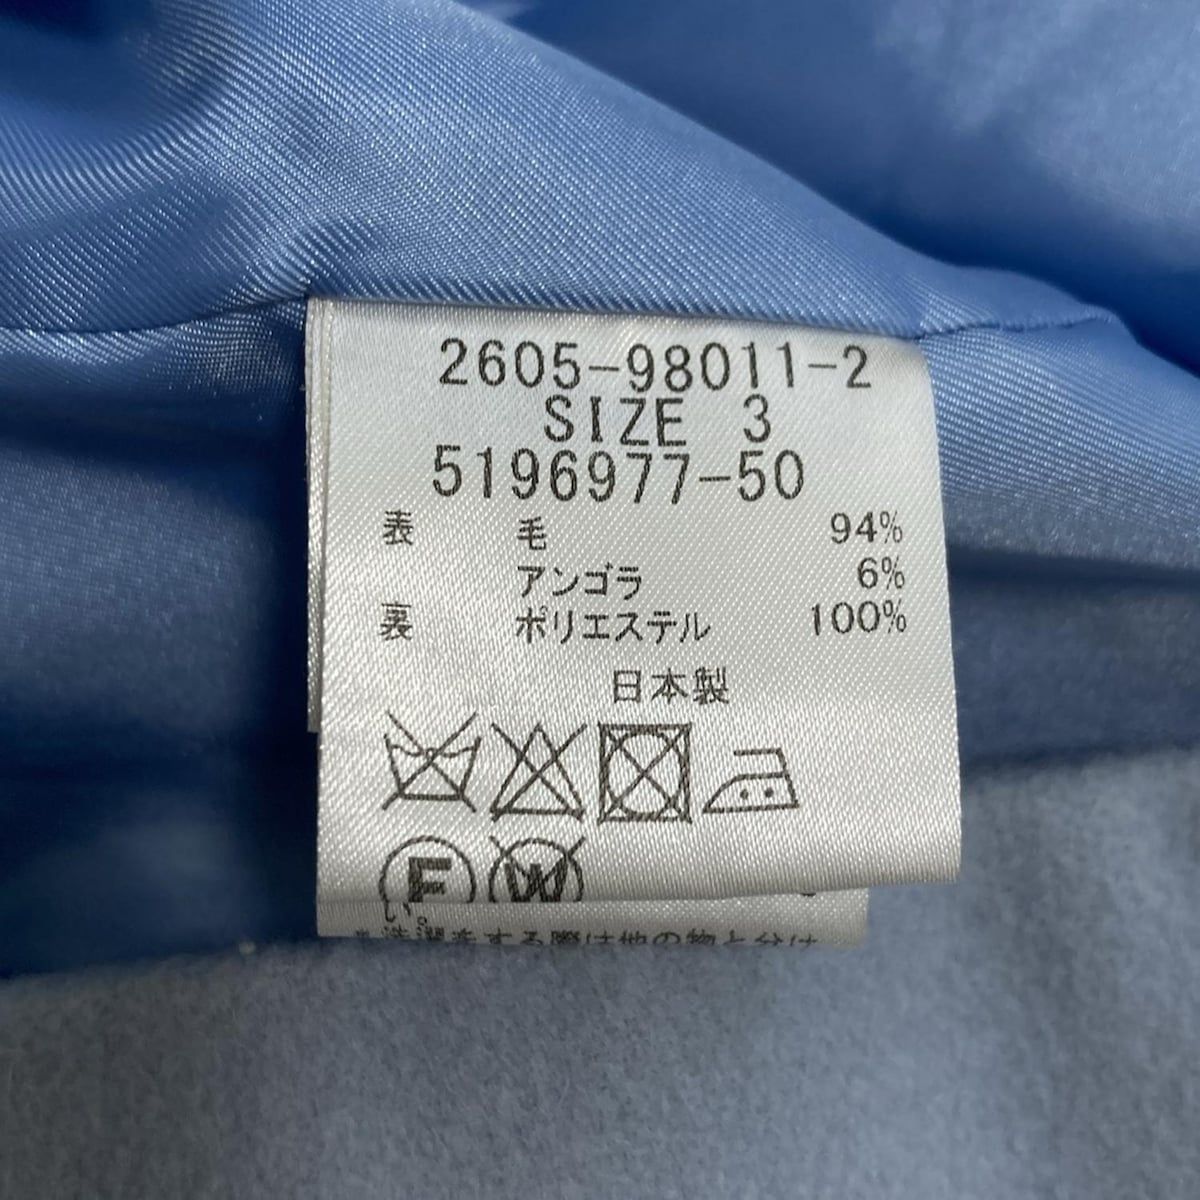 2605-98011-2
SIZE 3
5196977-50
表 毛 94%
アンゴラ 6%
裏 ポリエステル 100%
日本製
F W